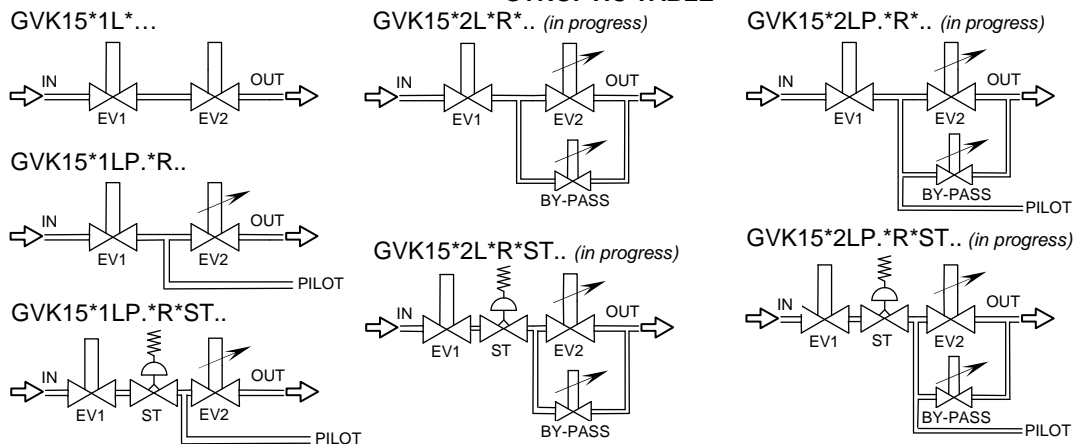 GVK15*1L*...
IN
OUT
EV1
EV2
GVK15*1LP.*R..
IN
OUT
EV1
EV2
PILOT
GVK15*1LP.*R*ST..
IN
OUT
EV1
ST
EV2
PILOT
GVK15*2L*R*.. (in progress)
IN
OUT
EV1
EV2
BY-PASS
GVK15*2L*R*ST.. (in progress)
IN
OUT
EV1
ST
EV2
BY-PASS
GVK15*2LP.*R*.. (in progress)
IN
OUT
EV1
EV2
BY-PASS
PILOT
GVK15*2LP.*R*ST.. (in progress)
IN
OUT
EV1
ST
EV2
BY-PASS
PILOT